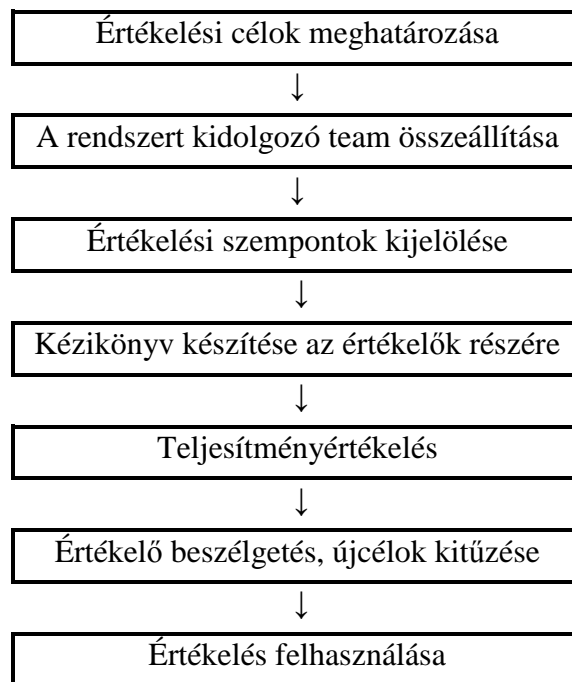 Értékelési célok meghatározása
↓
A rendszert kidolgozó team összeállítása
↓
Értékelési szempontok kijelölése
↓
Kézikönyv készítése az értékelők részére
↓
Teljesítményértékelés
↓
Értékelő beszélgetés, újcélok kitűzése
↓
Értékelés felhasználása